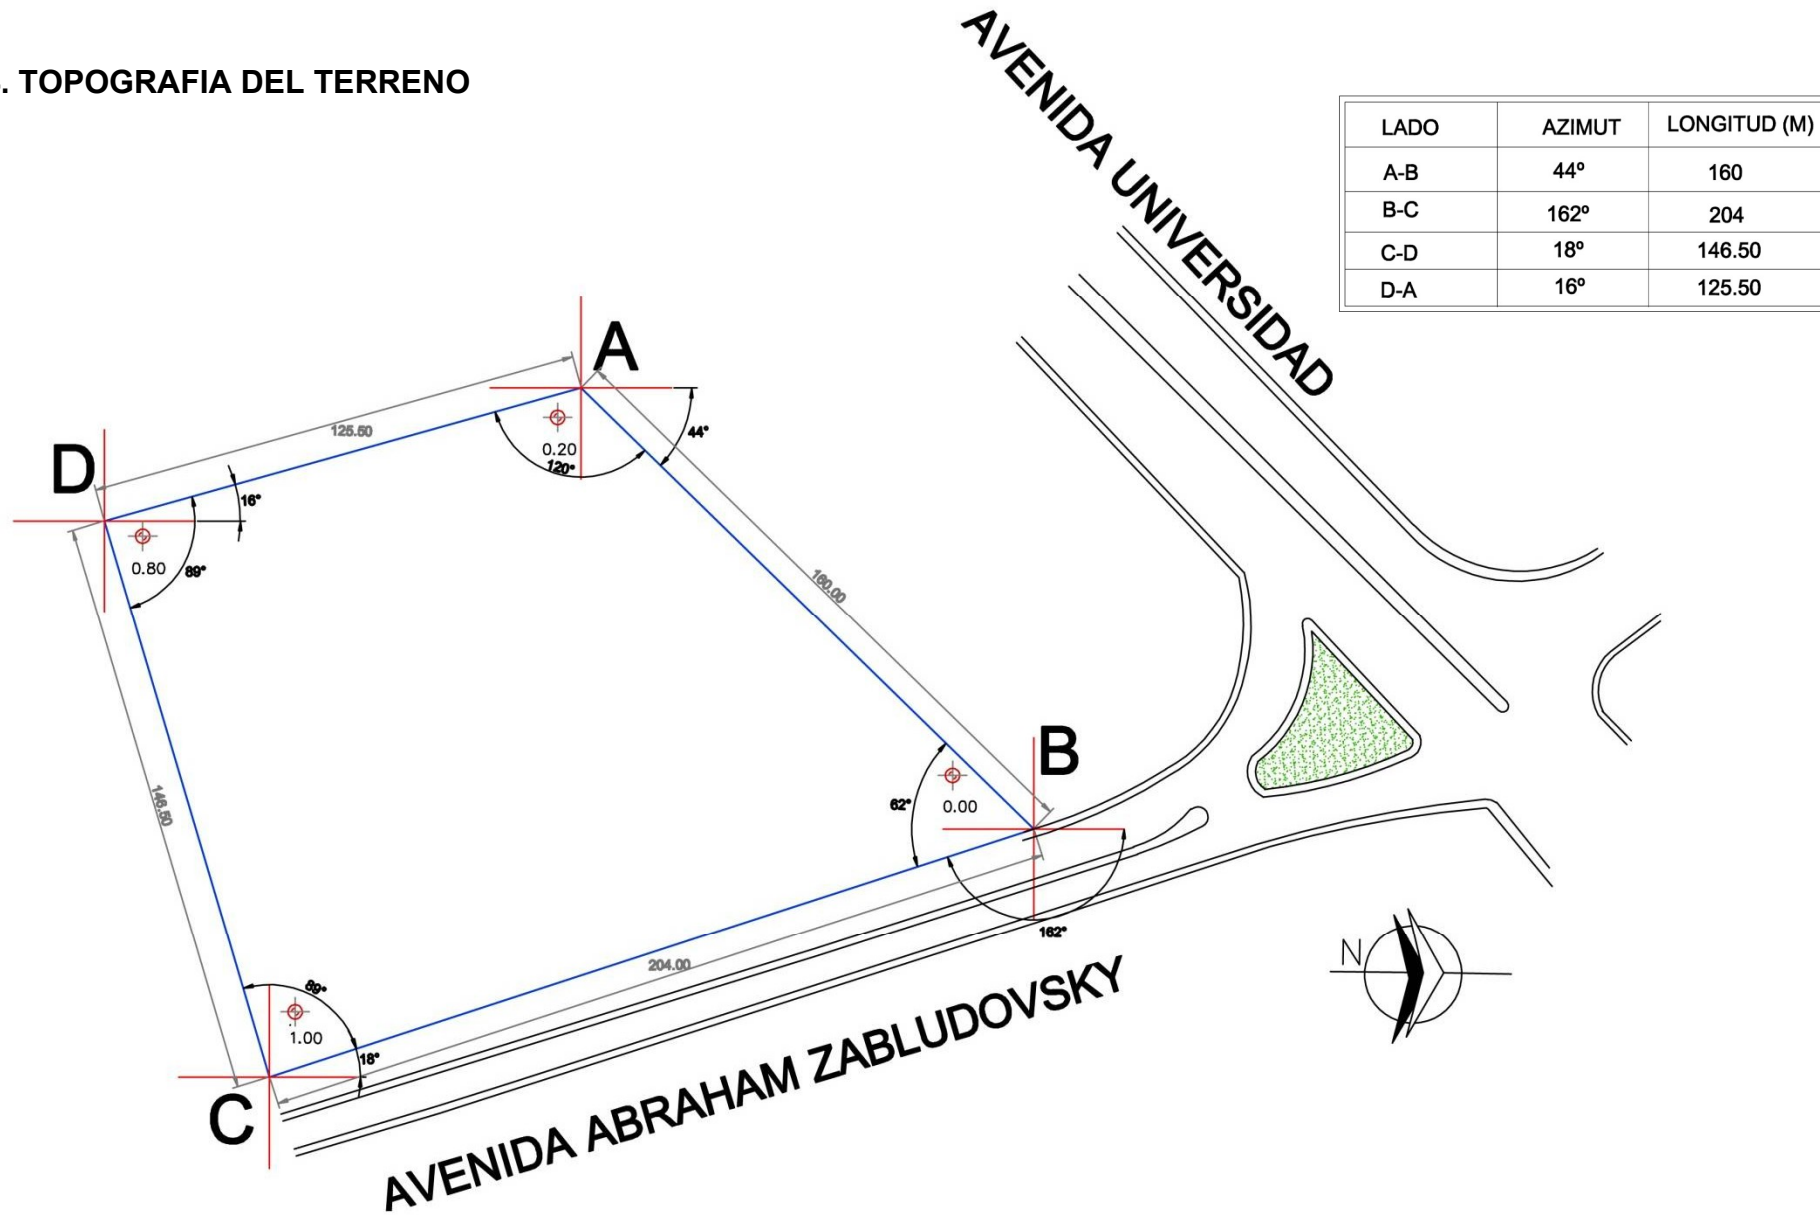 . TOPOGRAFIA DEL TERRENO
AVENIDA UNIVERSIDAD
LADO AZIMUT LONGITUD (M)
A-B 44º 160
B-C 162º 204
C-D 18º 146.50
D-A 16º 125.50
A
125.50
44°
0.20
120°
D
16°
0.80
89°
160.00
B
62°
0.00
146.50
162°
204.00
N
89°
1.00
18°
C
AVENIDA ABRAHAM ZABLUDOVSKY